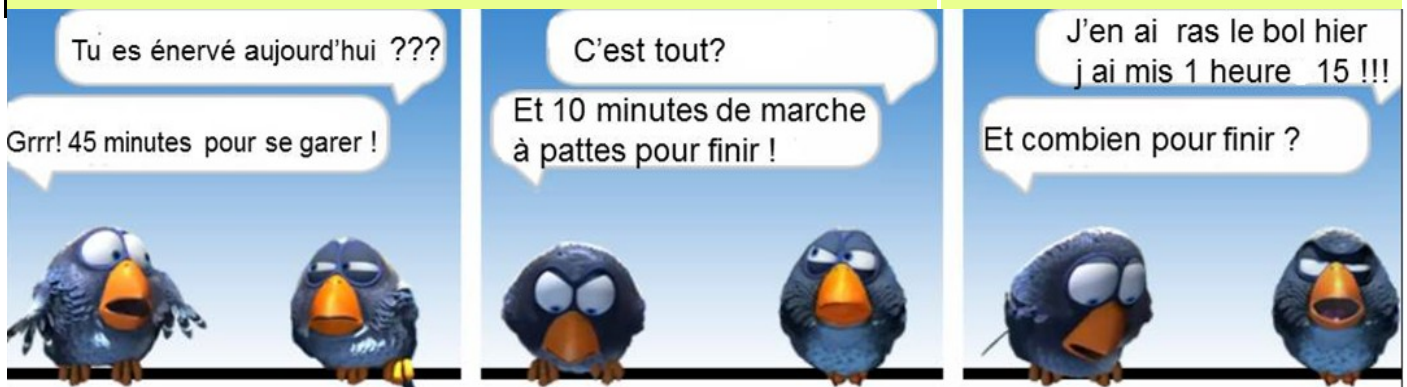 Tu es énervé aujourd'hui ???
Grrr! 45 minutes pour se garer !
C'est tout?
Et 10 minutes de marche
à pattes pour finir !
J'en ai ras le bol hier
j ai mis 1 heure 15 !!!
Et combien pour finir ?